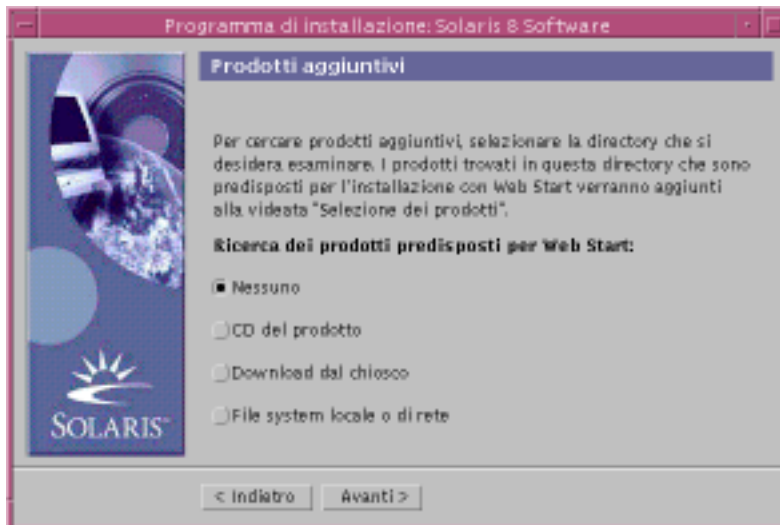 Programma di installazione: Solaris 8 Software
Prodotti aggiuntivi
Per cercare prodotti aggiuntivi, selezionare la directory che si
desidera esaminare. I prodotti trovati in questa directory che sono
predisposti per l'installazione con Web Start verranno aggiunti
alla videata "Selezione dei prodotti".
Ricerca dei prodotti predisposti per Web Start:
Nessuno
CD del prodotto
Download dal chiosco
File system locale o di rete
SOLARIS™
< Indietro
Avanti >